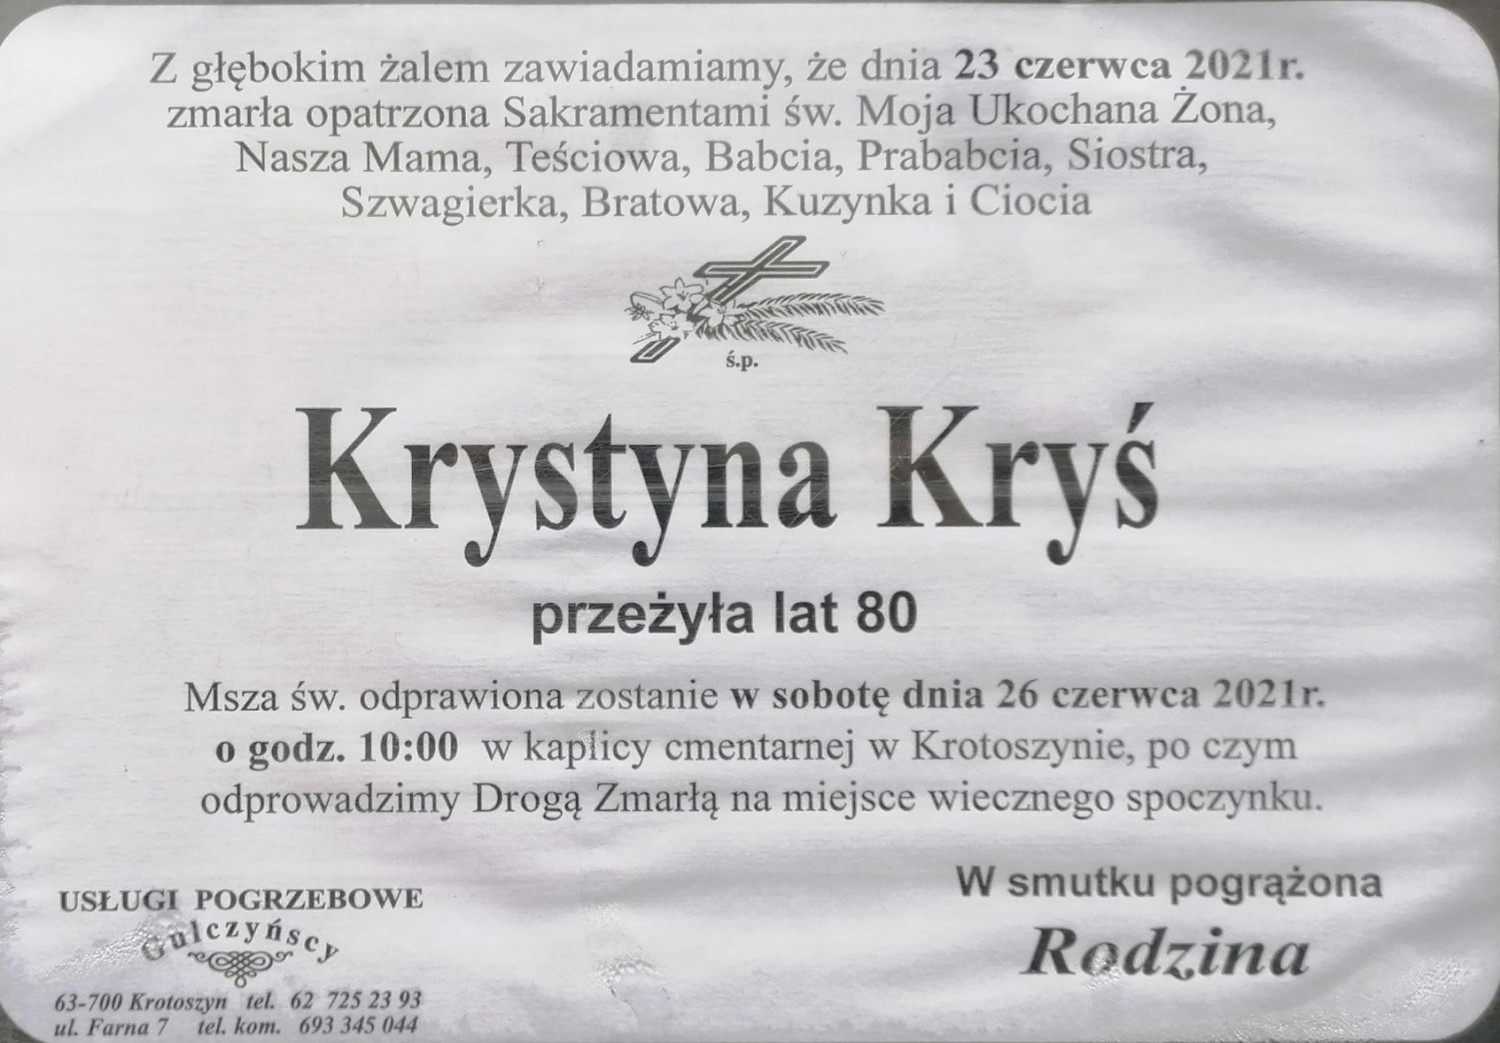 Z głębokim żalem zawiadamiamy, że dnia 23 czerwca 2021r.
zmarła opatrzona Sakramentami św. Moja Ukochana Żona,
Nasza Mama, Teściowa, Babcia, Prababcia, Siostra,
Szwagierka, Bratowa, Kuzynka i Ciocia
ś.p.
Krystyna Kryś
przeżyła lat 80
Msza św. odprawiona zostanie w sobotę dnia 26 czerwca 2021r.
o godz. 10:00 w kaplicy cmentarnej w Krotoszynie, po czym
odprowadzimy Drogą Zmarłą na miejsce wiecznego spoczynku.
W smutku pogrążona
Rodzina
USŁUGI POGRZEBOWE
Gulczyńscy
63-700 Krotoszyn tel. 62 725 23 93
ul. Farna 7 tel. kom. 693 345 044